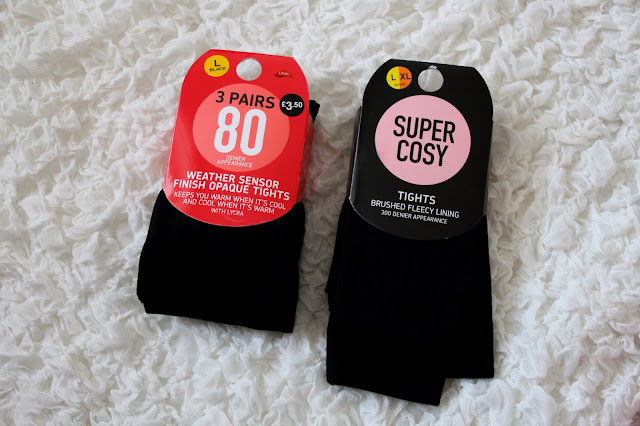 L
BLACK
3 PAIRS
£3.50
80
DENIER
APPEARANCE
WEATHER SENSOR
FINISH OPAQUE TIGHTS
KEEPS YOU WARM WHEN IT'S COOL
AND COOL WHEN IT'S WARM
WITH LYCRA
L XL
SUPER
COSY
TIGHTS
BRUSHED FLEECY LINING
300 DENIER APPEARANCE